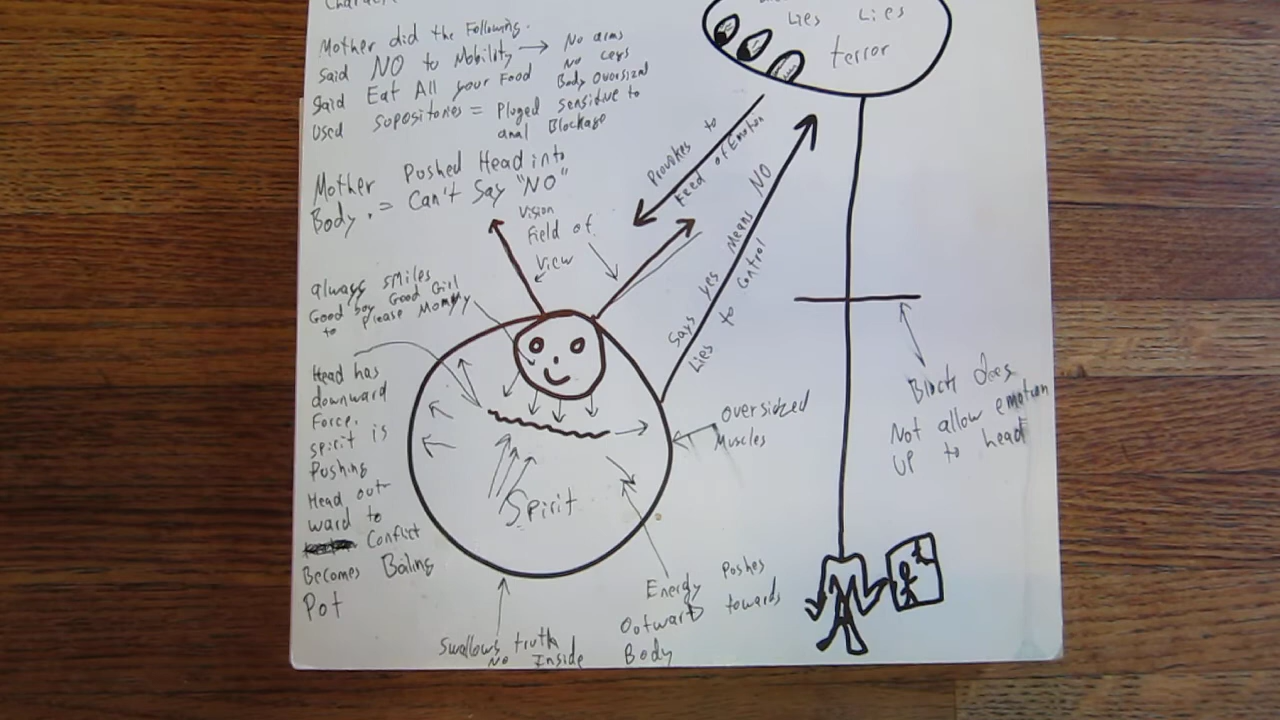 Mother did the Following.
Said NO to Mobility → No arms
No legs
Said Eat All your Food Body Oversized
Used Supositories = Pluged sensitive to
anal Blockage
Mother Pushed Head into
Body. = Can't Say "NO"
Vision
Field of
View
always smiles
Good Boy Good Girl
to Please Mommy
Head has
downward
Force.
spirit is
Pushing
Head out-
ward to
Conflict
Becomes Boiling
Pot
Spirit
Swallows truth
No Inside
Energy Poshes
Ootward towards
Body
Oversized
Muscles
Says yes Means NO
Lies to control
Provokes to
Feed of Emotion
Lies Lies
terror
Block does
Not allow emotion
UP to head